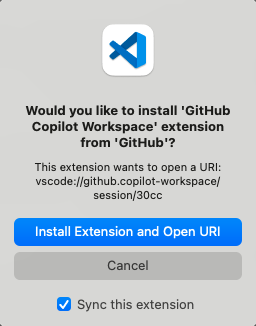 Would you like to install 'GitHub
Copilot Workspace' extension
from 'GitHub'?
This extension wants to open a URI:
vscode://github.copilot-workspace/
session/30cc
Install Extension and Open URI
Cancel
Sync this extension